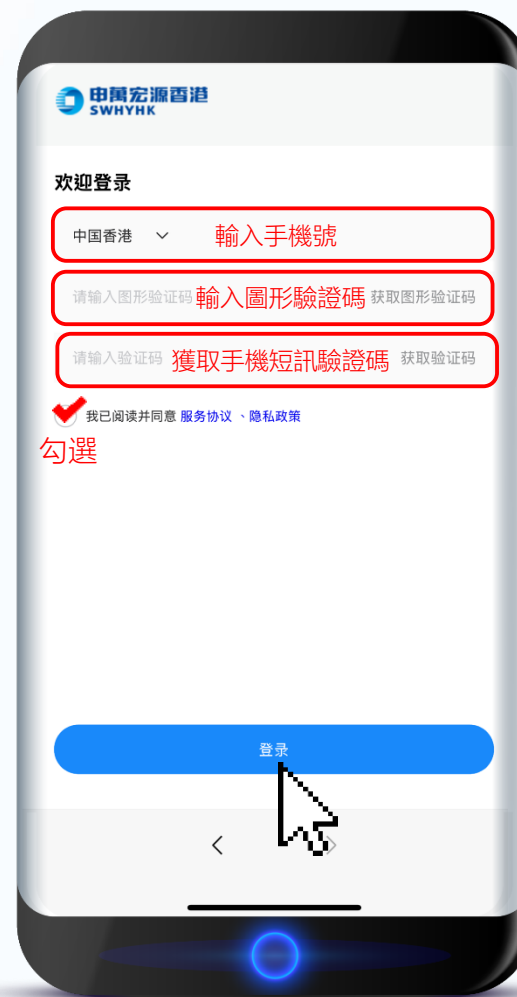 申萬宏源香港
SWHYHK
欢迎登录
中国香港 輸入手機號
请输入图形验证码 輸入圖形驗證碼 获取图形验证码
请输入验证码 獲取手機短訊驗證碼 获取验证码
我已阅读并同意 服务协议 、隐私政策
勾選
登录